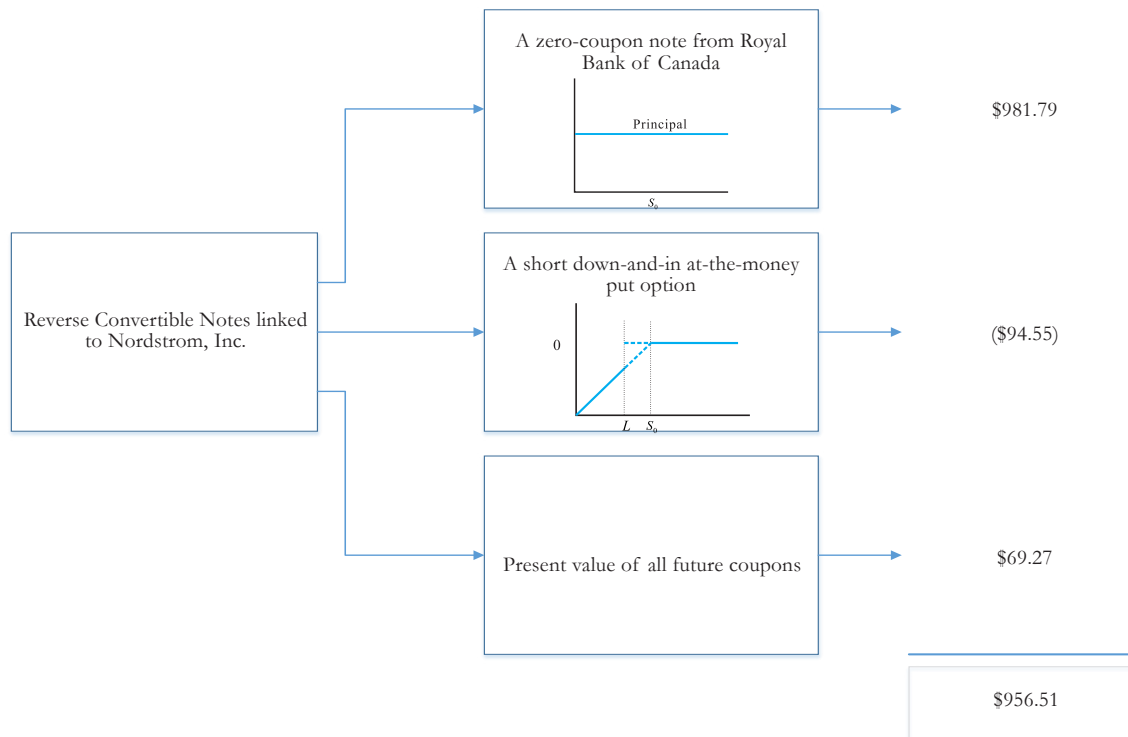 A zero-coupon note from Royal
Bank of Canada
Principal
S₀
$981.79
Reverse Convertible Notes linked
to Nordstrom, Inc.
A short down-and-in at-the-money
put option
0
L S₀
($94.55)
Present value of all future coupons
$69.27
$956.51